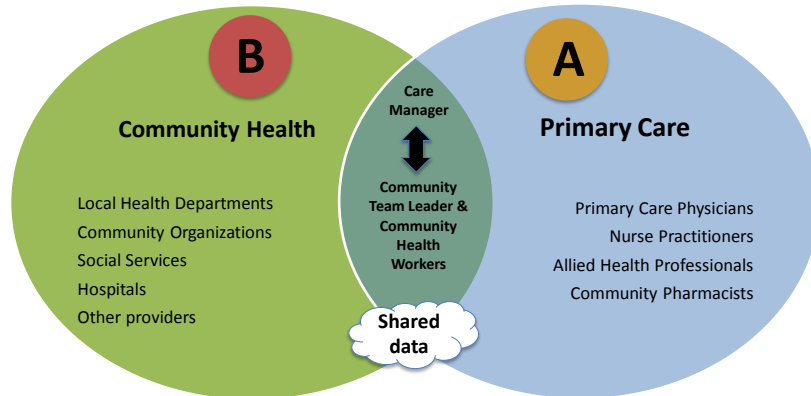 B
Community Health
Local Health Departments
Community Organizations
Social Services
Hospitals
Other providers
Care
Manager
Community
Team Leader &
Community
Health
Workers
Shared
data
A
Primary Care
Primary Care Physicians
Nurse Practitioners
Allied Health Professionals
Community Pharmacists